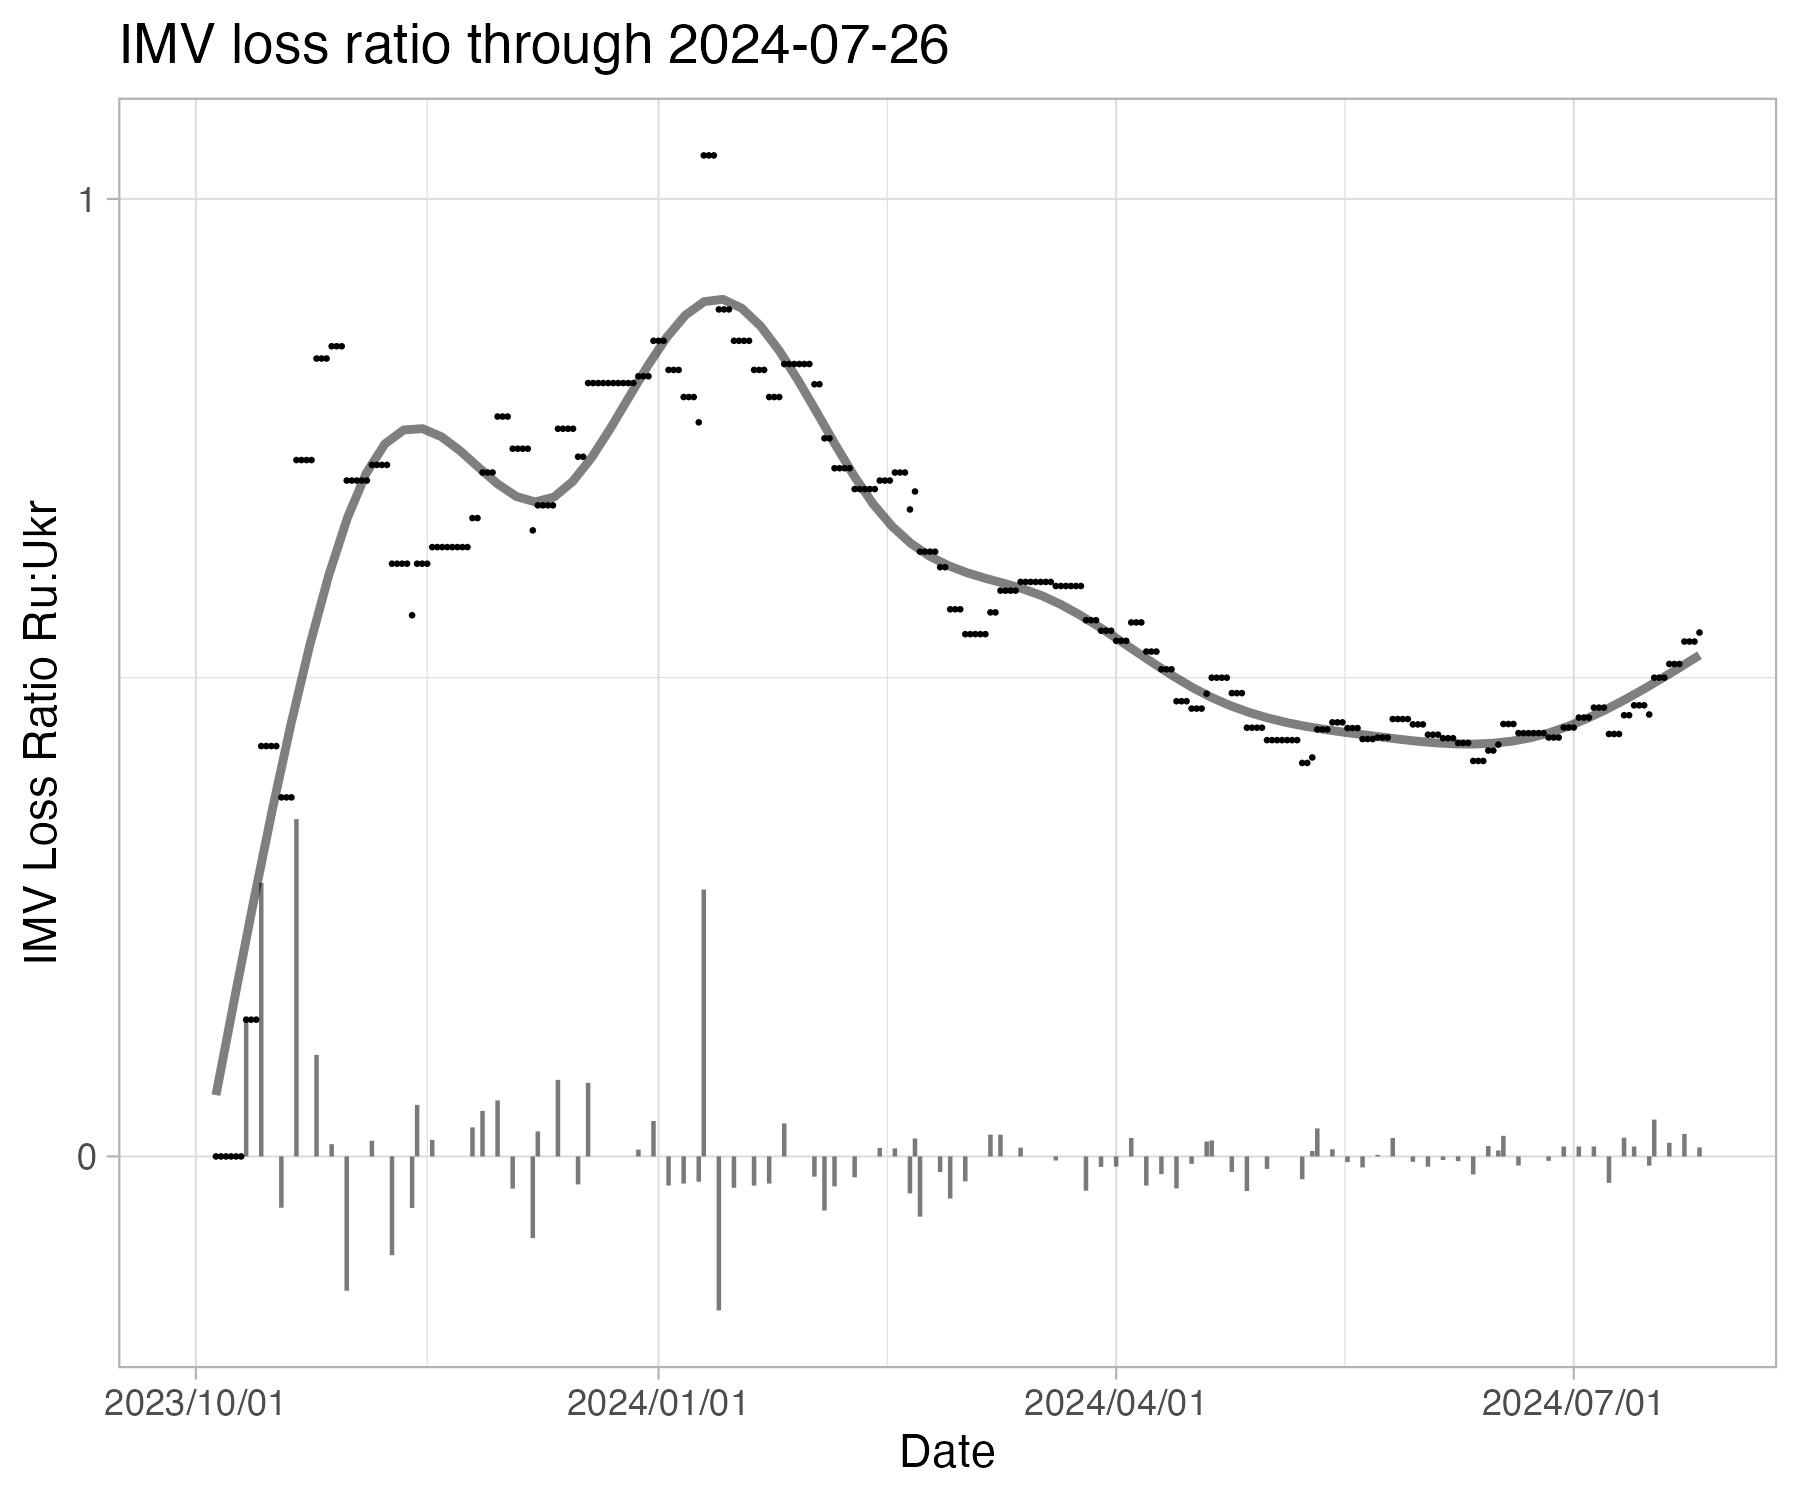 IMV loss ratio through 2024-07-26
IMV Loss Ratio Ru:Ukr
1
0
2023/10/01
2024/01/01
2024/04/01
2024/07/01
Date